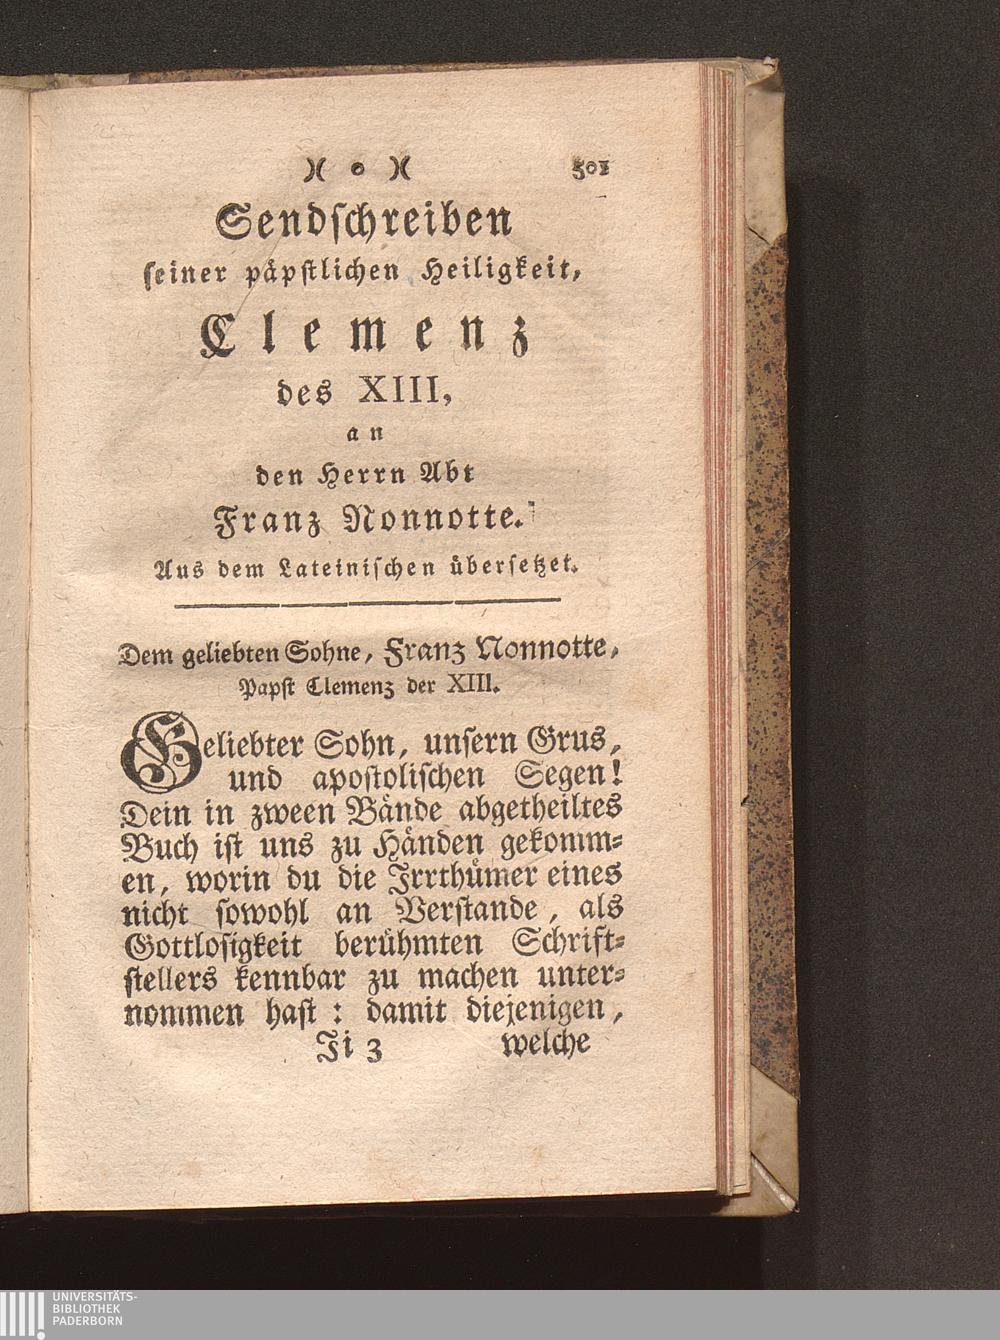 )( o )( 501
Sendschreiben
seiner päpstlichen Heiligkeit,
Clemenz
des XIII,
an
den Herrn Abt
Franz Nonnotte.
Aus dem Lateinischen übersetzet.
Dem geliebten Sohne, Franz Nonnotte,
Papst Clemenz der XIII.
Geliebter Sohn, unsern Grus,
und apostolischen Segen!
Dein in zween Bände abgetheiltes
Buch ist uns zu Händen gekomm-
en, worin du die Irrthümer eines
nicht sowohl an Verstande, als
Gottlosigkeit berühmten Schrift-
stellers kennbar zu machen unter-
nommen hast : damit diejenigen,
Ii 3 welche
UNIVERSITÄTS-
BIBLIOTHEK
PADERBORN